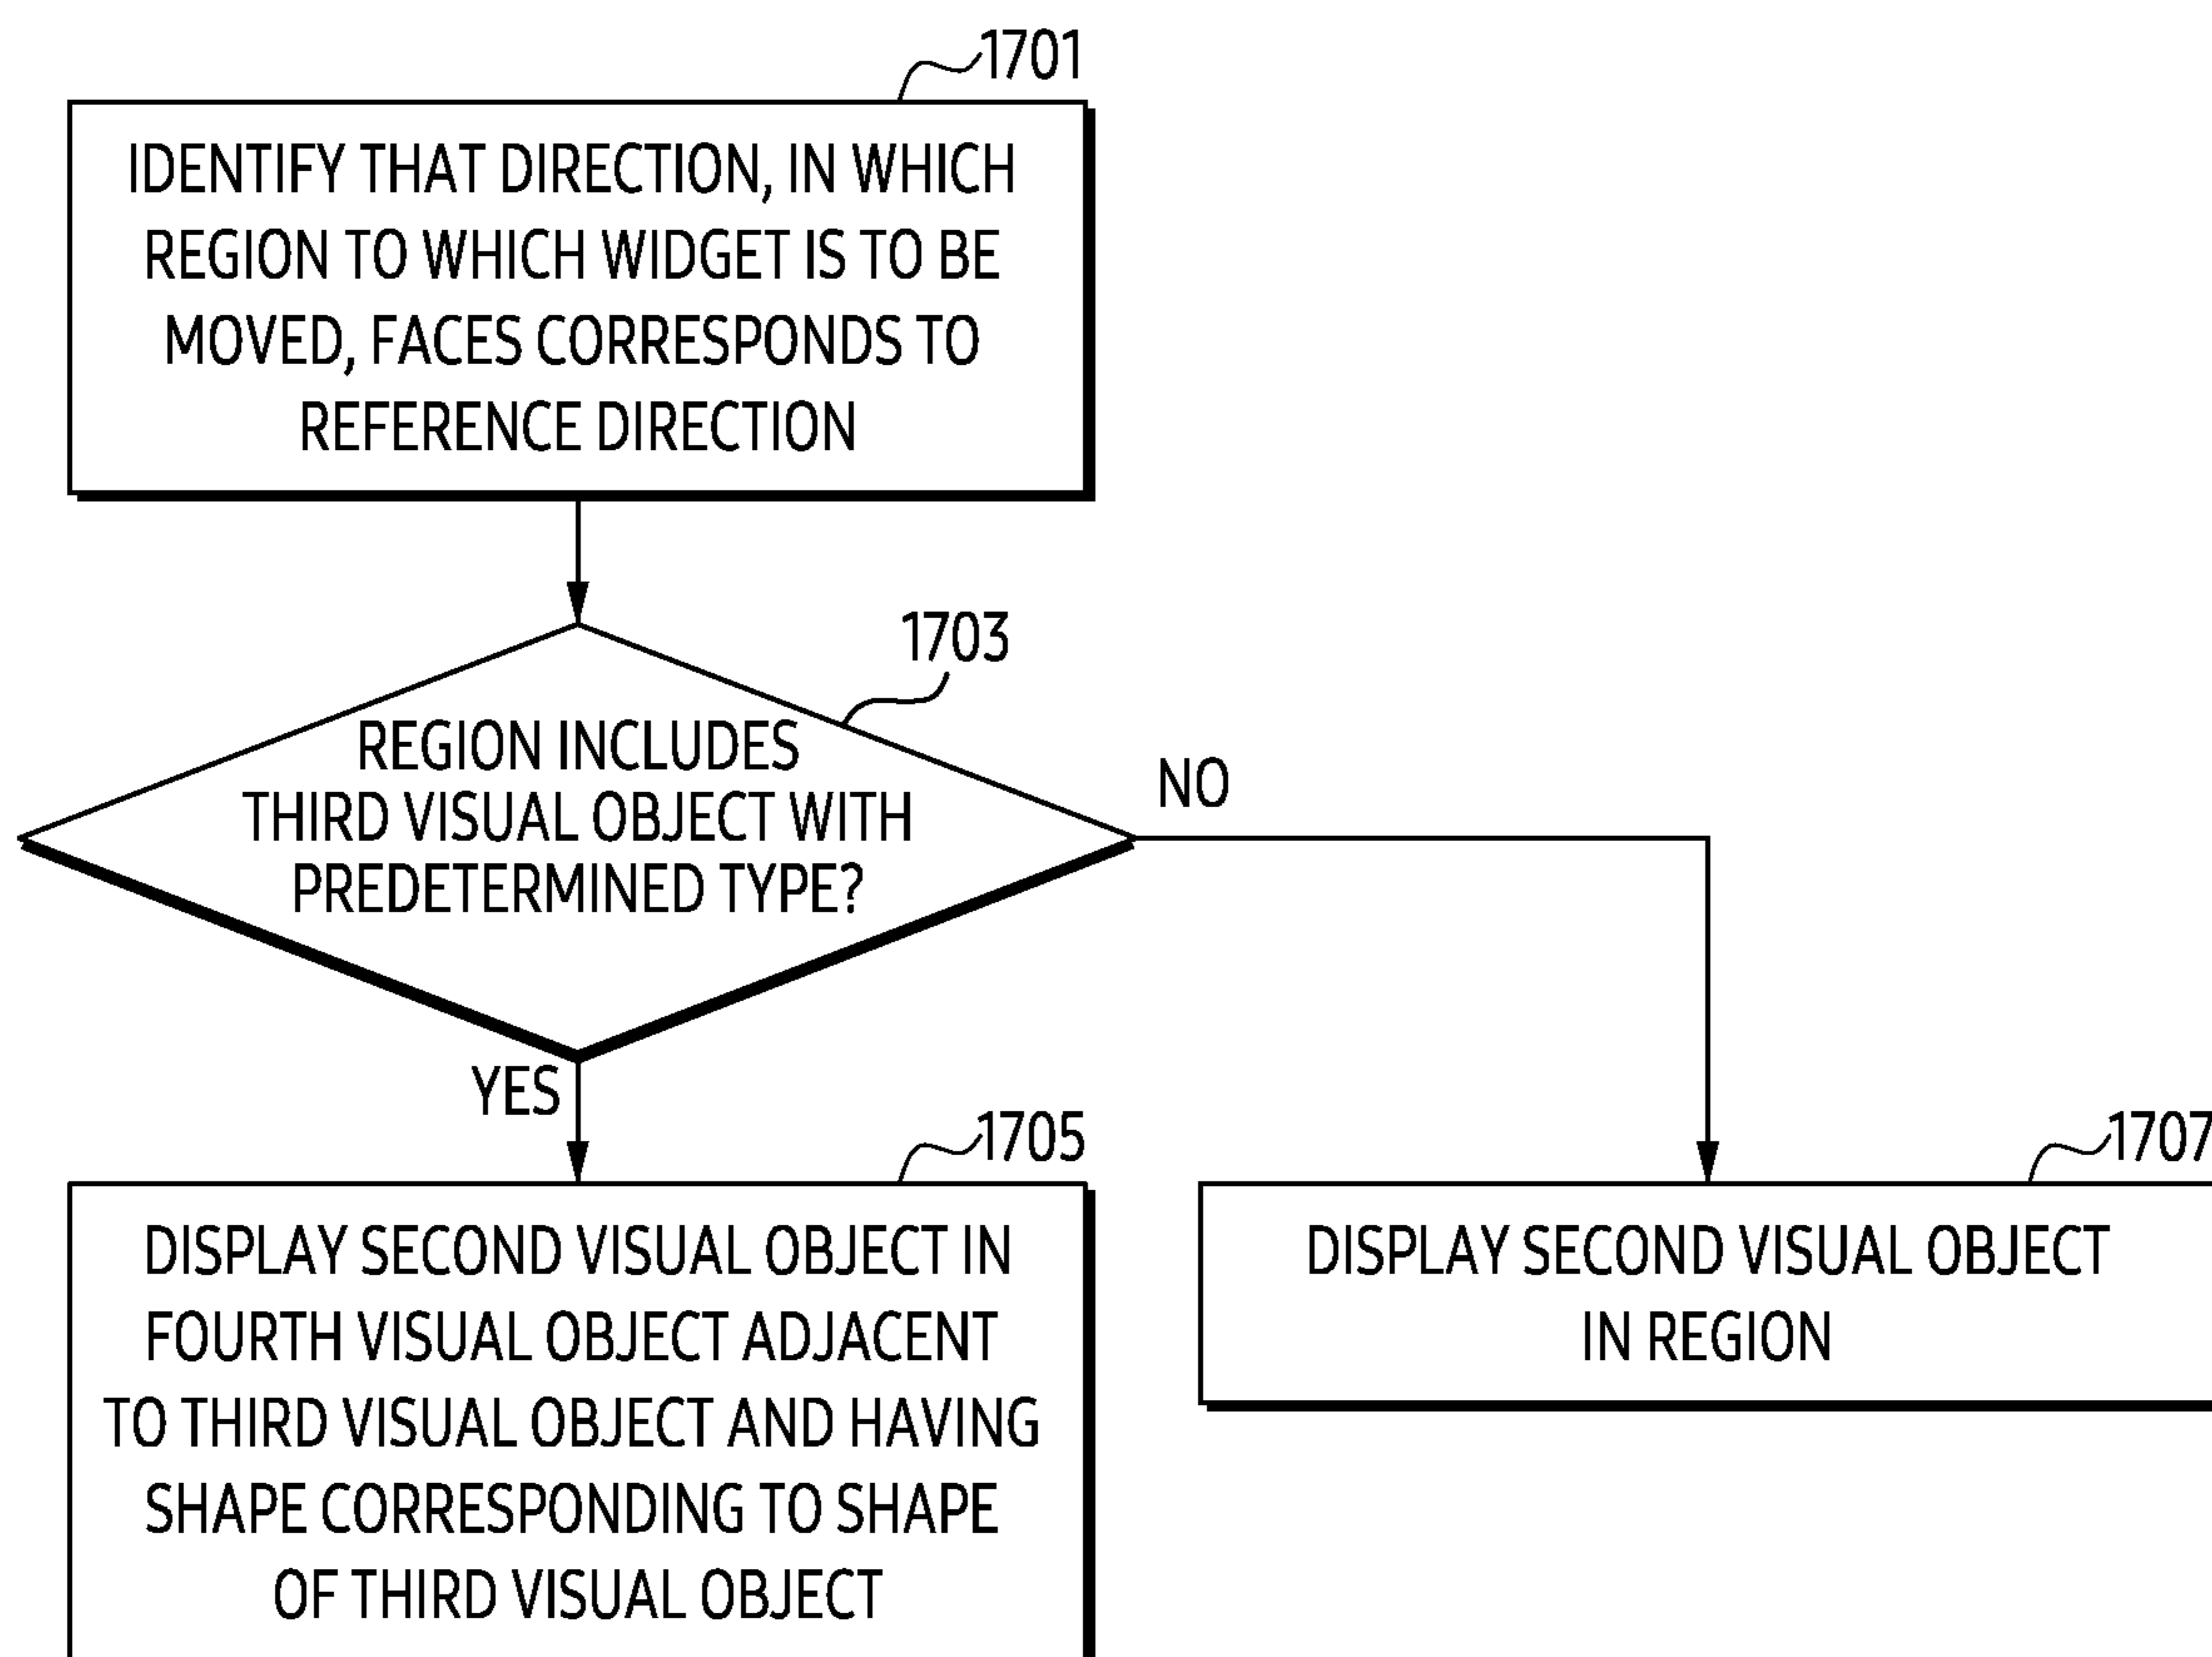 1701
IDENTIFY THAT DIRECTION, IN WHICH
REGION TO WHICH WIDGET IS TO BE
MOVED, FACES CORRESPONDS TO
REFERENCE DIRECTION
1703
REGION INCLUDES
THIRD VISUAL OBJECT WITH
PREDETERMINED TYPE?
NO
YES
1705
DISPLAY SECOND VISUAL OBJECT IN
FOURTH VISUAL OBJECT ADJACENT
TO THIRD VISUAL OBJECT AND HAVING
SHAPE CORRESPONDING TO SHAPE
OF THIRD VISUAL OBJECT
1707
DISPLAY SECOND VISUAL OBJECT
IN REGION